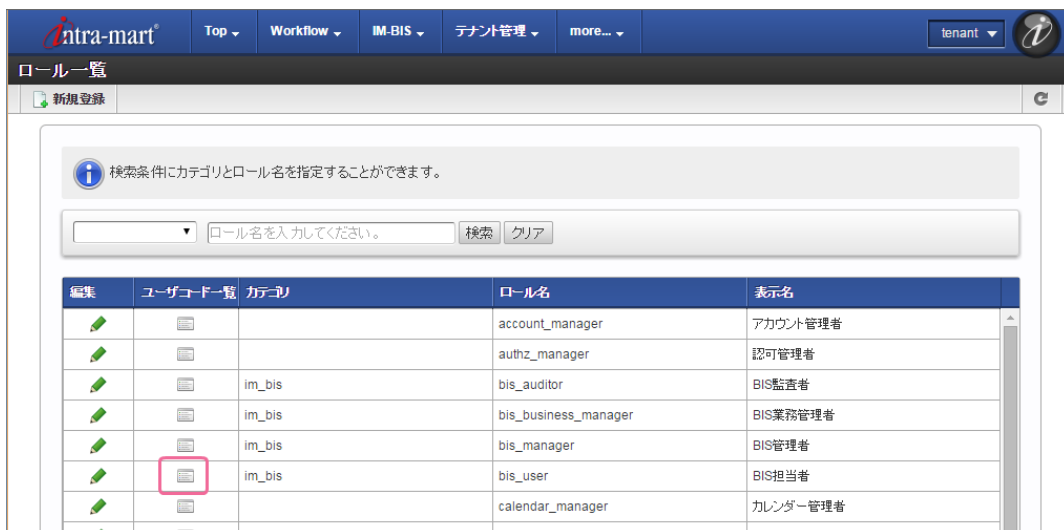 intra-mart® Top Workflow IM-BIS テナント管理 more... tenant
ロール一覧
新規登録
検索条件にカテゴリとロール名を指定することができます。
ロール名を入力してください。 検索 クリア
編集 ユーザコード一覧 カテゴリ ロール名 表示名
account_manager アカウント管理者
authz_manager 認可管理者
im_bis bis_auditor BIS監査者
im_bis bis_business_manager BIS業務管理者
im_bis bis_manager BIS管理者
im_bis bis_user BIS担当者
calendar_manager カレンダー管理者